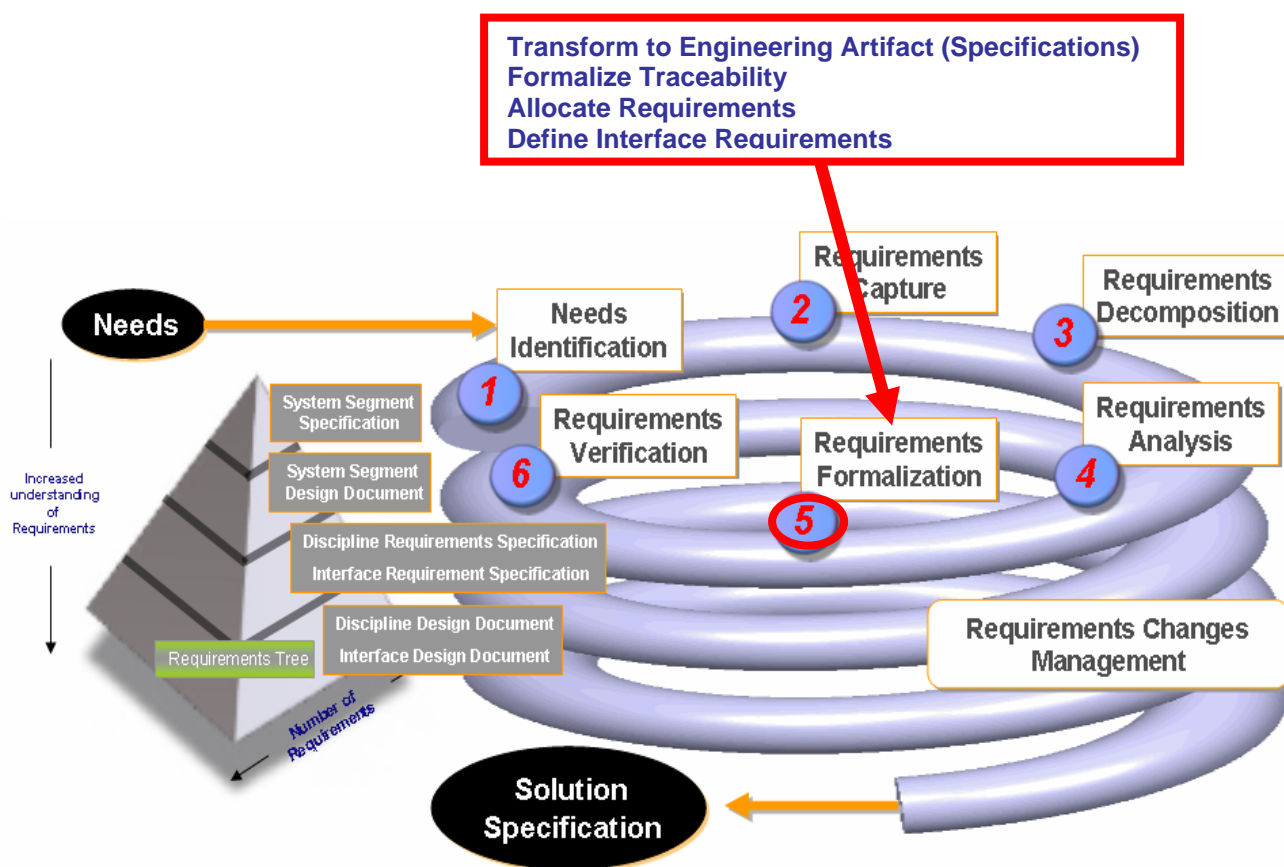 Transform to Engineering Artifact (Specifications)
Formalize Traceability
Allocate Requirements
Define Interface Requirements
Requirements
Capture
2
Requirements
Decomposition
3
Needs
Needs
Identification
1
System Segment
Specification
Requirements
Verification
6
Requirements
Formalization
5
Requirements
Analysis
4
System Segment
Design Document
Increased
understanding
of
Requirements
Discipline Requirements Specification
Interface Requirement Specification
Discipline Design Document
Interface Design Document
Requirements Tree
Requirements Changes
Management
Number of
Requirements
Solution
Specification